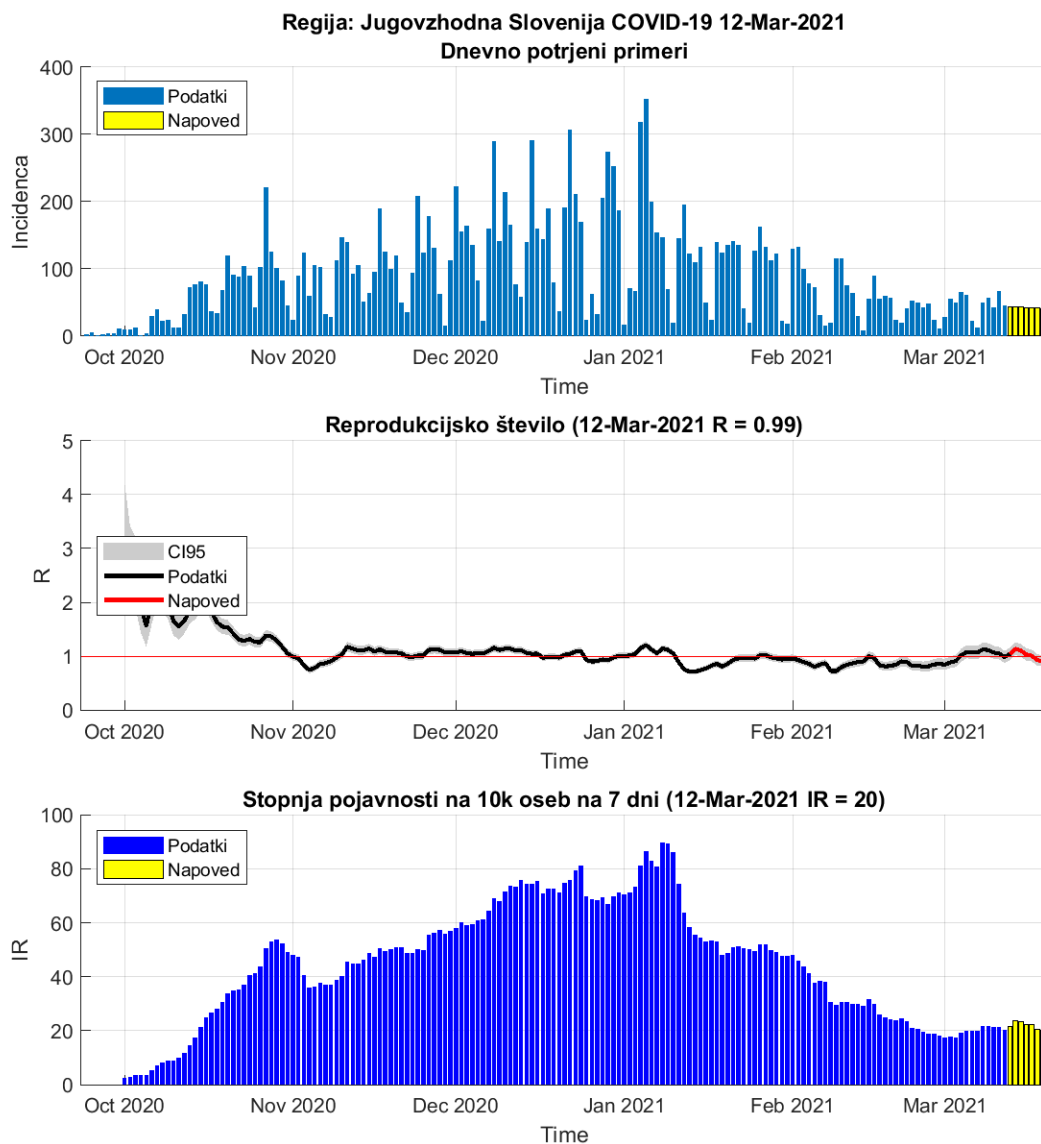 Regija: Jugovzhodna Slovenija COVID-19 12-Mar-2021
Dnevno potrjeni primeri
400
300
200
100
0
Incidenca
Podatki
Napoved
Oct 2020 Nov 2020 Dec 2020 Jan 2021 Feb 2021 Mar 2021
Time
Reprodukcijsko število (12-Mar-2021 R = 0.99)
5
4
3
2
1
0
R
CI95
Podatki
Napoved
Oct 2020 Nov 2020 Dec 2020 Jan 2021 Feb 2021 Mar 2021
Time
Stopnja pojavnosti na 10k oseb na 7 dni (12-Mar-2021 IR = 20)
100
80
60
40
20
0
IR
Podatki
Napoved
Oct 2020 Nov 2020 Dec 2020 Jan 2021 Feb 2021 Mar 2021
Time